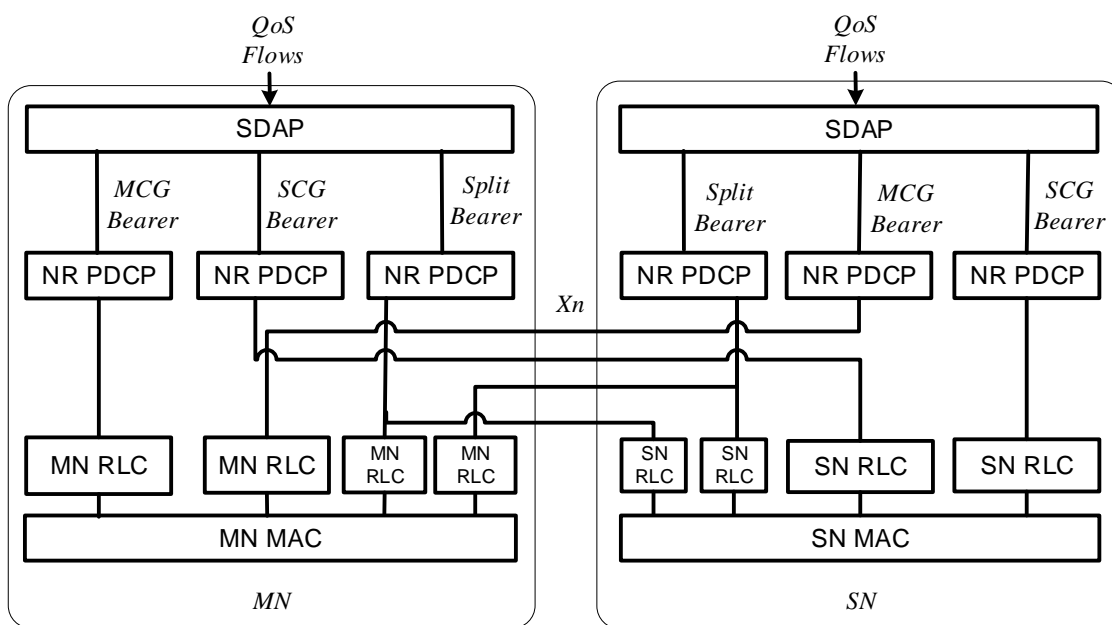 QoS
Flows
QoS
Flows
SDAP
SDAP
MCG
Bearer
SCG
Bearer
Split
Bearer
Split
Bearer
MCG
Bearer
SCG
Bearer
NR PDCP
NR PDCP
NR PDCP
NR PDCP
NR PDCP
NR PDCP
Xn
MN RLC
MN RLC
MN
RLC
MN
RLC
SN
RLC
SN
RLC
SN RLC
SN RLC
MN MAC
SN MAC
MN
SN